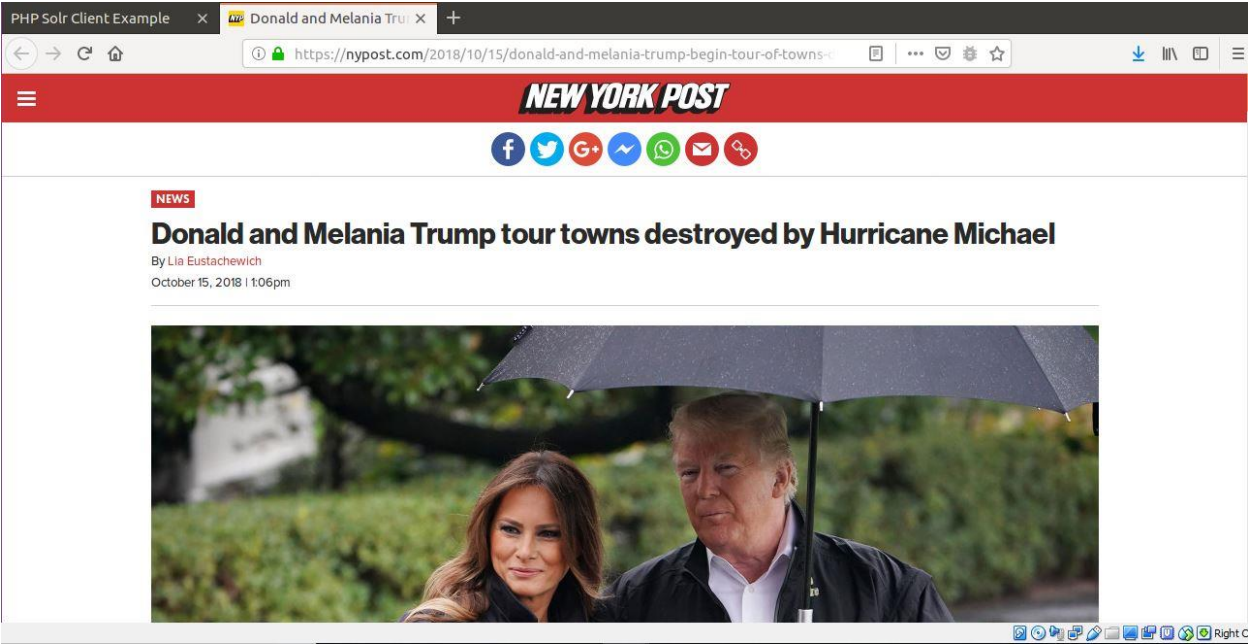 PHP Solr Client Example
NYP Donald and Melania Tru
https://nypost.com/2018/10/15/donald-and-melania-trump-begin-tour-of-towns-
NEW YORK POST
f G+
NEWS
Donald and Melania Trump tour towns destroyed by Hurricane Michael
By Lia Eustachewich
October 15, 2018 | 1:06pm
Right C